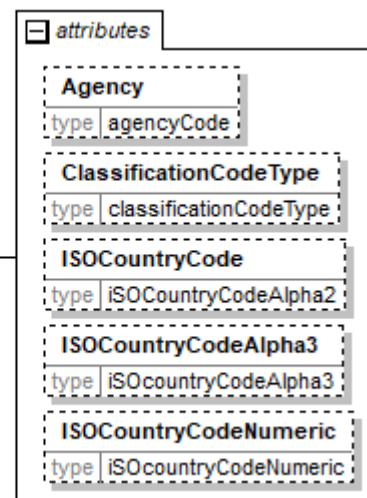 attributes
Agency
type agencyCode
ClassificationCodeType
type classificationCodeType
ISOCountryCode
type iSOCountryCodeAlpha2
ISOCountryCodeAlpha3
type iSOcountryCodeAlpha3
ISOCountryCodeNumeric
type iSOCountryCodeNumeric